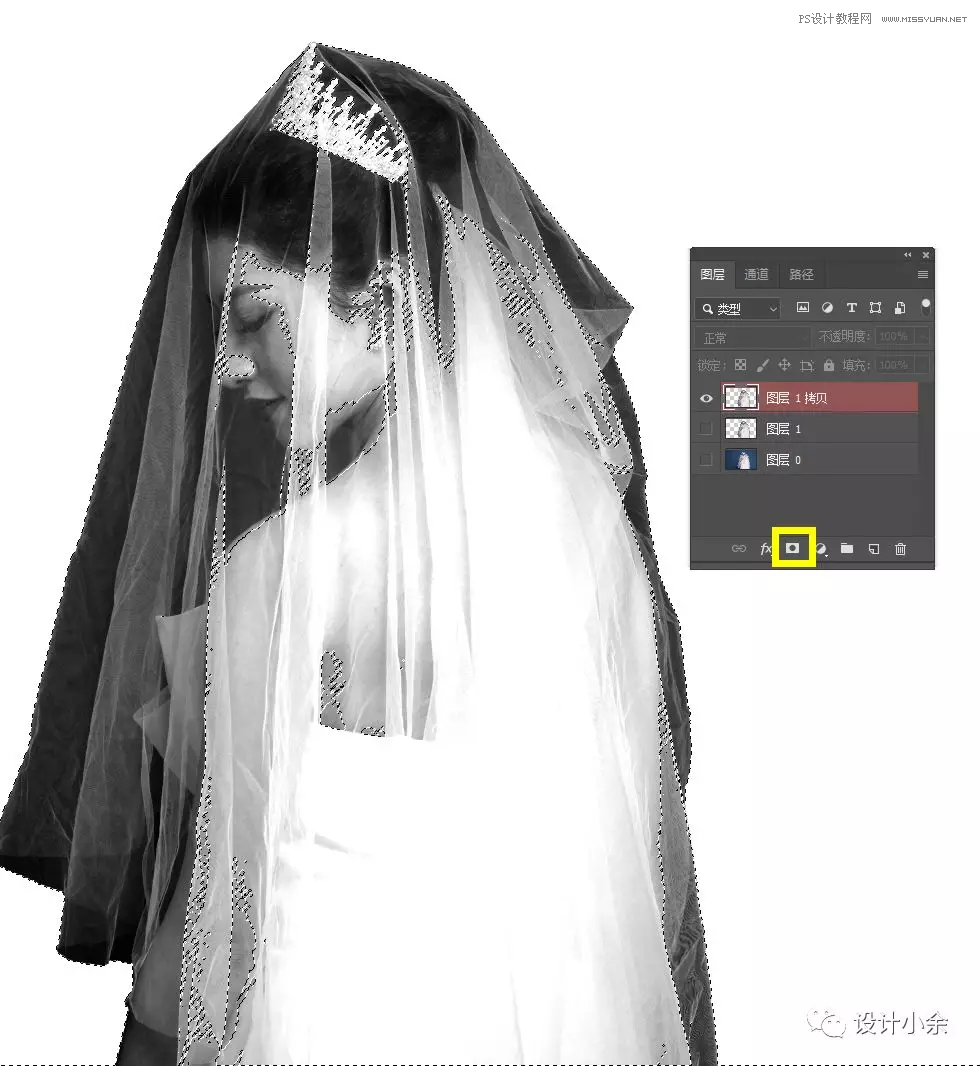 PS设计教程网 WWW.MISSYUAN.NET
图层 通道 路径
类型 T
正常 不透明度: 100%
锁定: 填充: 100%
图层 1 拷贝
图层 1
图层 0
fx
设计小余